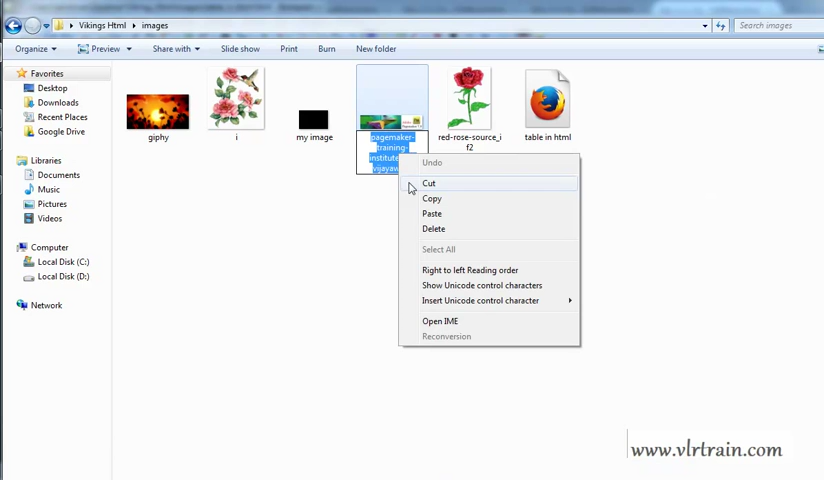 Vikings Html ▸ images ▸
Search images
Organize Preview Share with Slide show Print Burn New folder
Favorites
Desktop
Downloads
Recent Places
Google Drive
Libraries
Documents
Music
Pictures
Videos
Computer
Local Disk (C:)
Local Disk (D:)
Network
giphy
i
my image
pagemaker-
training-
red-rose-source_i
f2
table in html
Undo
Cut
Copy
Paste
Delete
Select All
Right to left Reading order
Show Unicode control characters
Insert Unicode control character
Open IME
Reconversion
www.vlrtrain.com